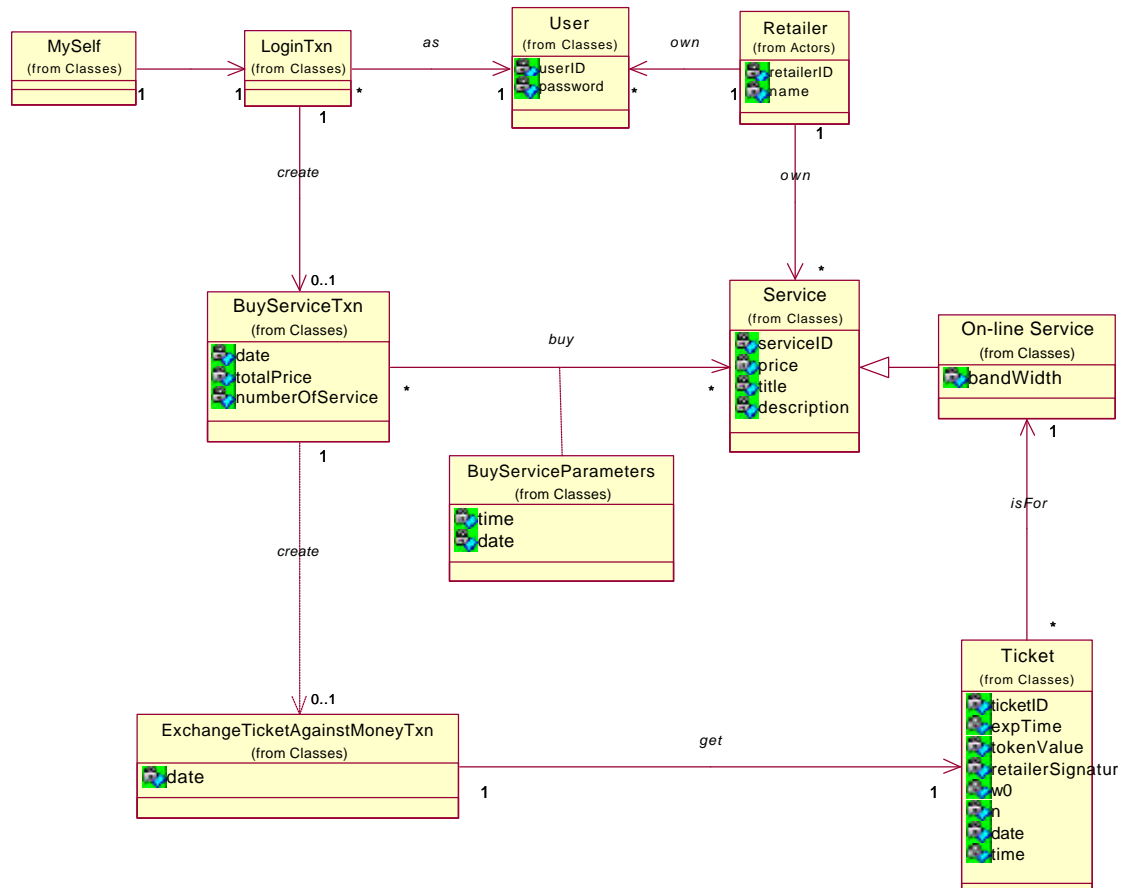 MySelf
(from Classes)
1
LoginTxn
(from Classes)
1
*
1
as
User
(from Classes)
userID
password
1
*
own
Retailer
(from Actors)
retailerID
name
1
1
create
own
0..1
*
BuyServiceTxn
(from Classes)
date
totalPrice
numberOfService
*
1
buy
*
Service
(from Classes)
serviceID
price
title
description
On-line Service
(from Classes)
bandWidth
1
BuyServiceParameters
(from Classes)
time
date
isFor
create
*
0..1
ExchangeTicketAgainstMoneyTxn
(from Classes)
date
1
get
1
Ticket
(from Classes)
ticketID
expTime
tokenValue
retailerSignatur
w0
n
date
time